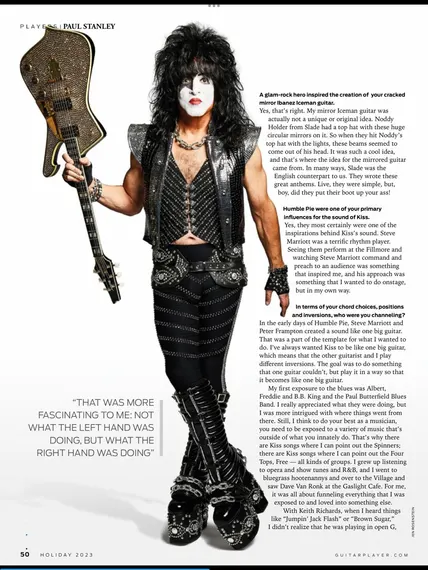 PLAYERS | PAUL STANLEY
A glam-rock hero inspired the creation of your cracked
mirror Ibanez Iceman guitar.
Yes, that's right. My mirror Iceman guitar was
actually not a unique or original idea. Noddy
Holder from Slade had a top hat with these huge
circular mirrors on it. So when they hit Noddy's
top hat with the lights, these beams seemed to
come out of his head. It was such a cool idea,
and that's where the idea for the mirrored guitar
came from. In many ways, Slade was the
English counterpart to us. They wrote these
great anthems. Live, they were simple, but,
boy, did they put their boot up your ass!
Humble Pie were one of your primary
influences for the sound of Kiss.
Yes, they most certainly were one of the
inspirations behind Kiss's sound. Steve
Marriott was a terrific rhythm player.
Seeing them perform at the Fillmore and
watching Steve Marriott command and
preach to an audience was something
that inspired me, and his approach was
something that I wanted to do onstage,
but in my own way.
In terms of your chord choices, positions
and inversions, who were you channeling?
In the early days of Humble Pie, Steve Marriott and
Peter Frampton created a sound like one big guitar.
That was a part of the template for what I wanted to
do. I've always wanted Kiss to be like one big guitar,
which means that the other guitarist and I play
different inversions. The goal was to do something
that one guitar couldn't, but play it in a way so that
it becomes like one big guitar.
My first exposure to the blues was Albert,
Freddie and B.B. King and the Paul Butterfield Blues
Band. I really appreciated what they were doing, but
I was more intrigued with where things went from
there. Still, I think to do your best as a musician,
you need to be exposed to a variety of music that's
outside of what you innately do. That's why there
are Kiss songs where I can point out the Spinners;
there are Kiss songs where I can point out the Four
Tops, Free — all kinds of groups. I grew up listening
to opera and show tunes and R&B, and I went to
bluegrass hootenannys and over to the Village and
saw Dave Van Ronk at the Gaslight Cafe. For me,
it was all about funneling everything that I was
exposed to and loved into something else.
With Keith Richards, when I heard things
like "Jumpin' Jack Flash" or "Brown Sugar,"
I didn't realize that he was playing in open G,
"THAT WAS MORE
FASCINATING TO ME: NOT
WHAT THE LEFT HAND WAS
DOING, BUT WHAT THE
RIGHT HAND WAS DOING"
50 HOLIDAY 2023
GUITARPLAYER.COM